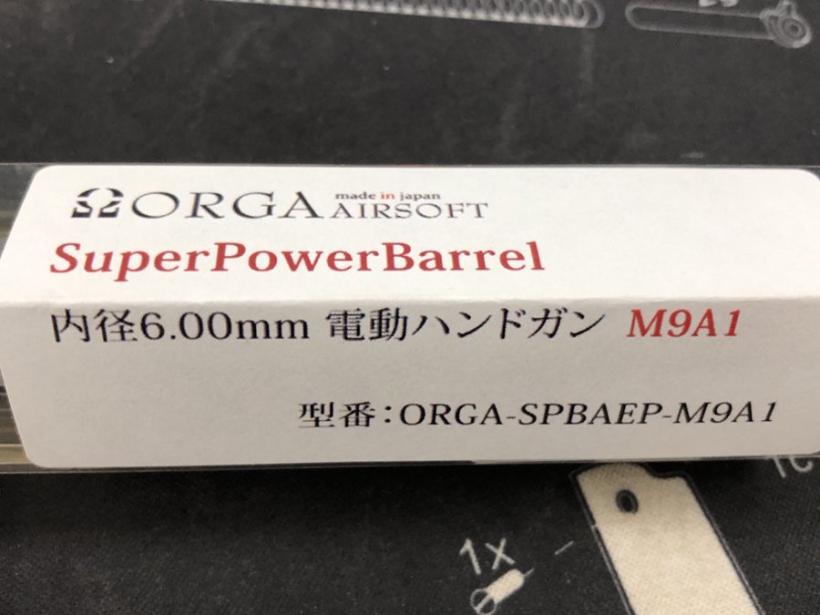 ΩORGA made in japan AIRSOFT
SuperPowerBarrel
内径6.00mm 電動ハンドガン M9A1
型番：ORGA-SPBAEP-M9A1
1x